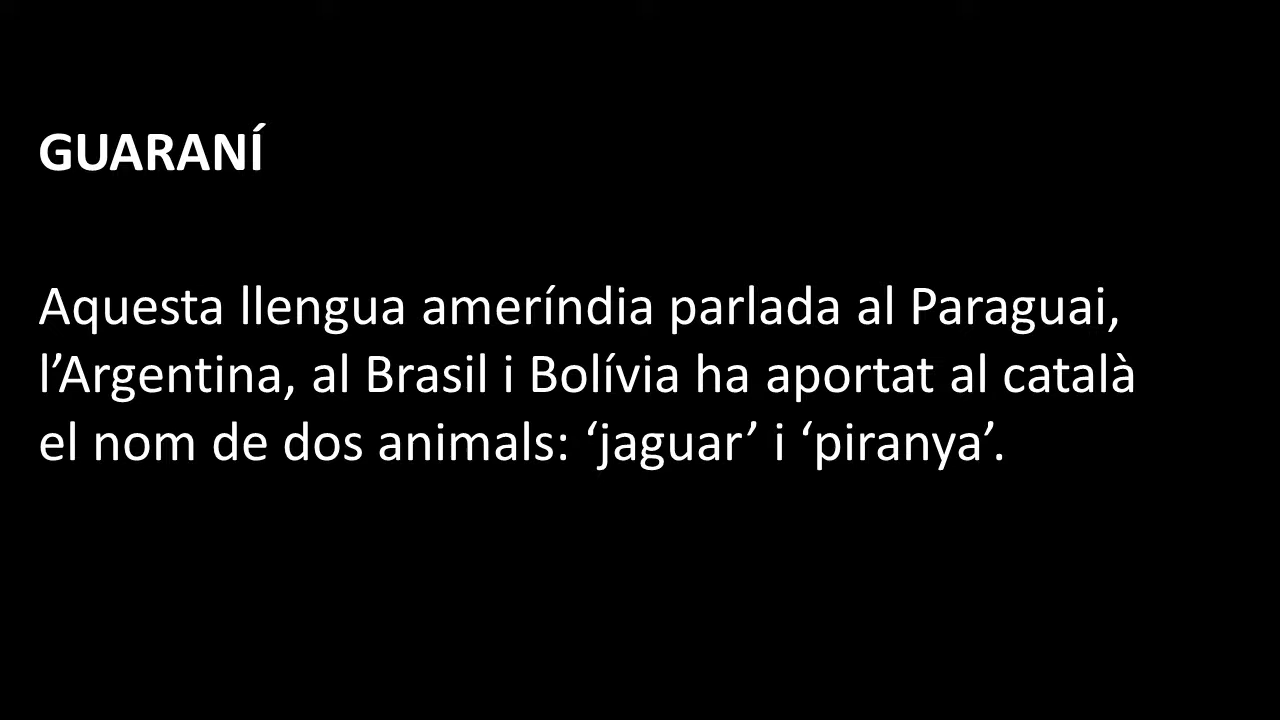 GUARANÍ
Aquesta llengua ameríndia parlada al Paraguai,
l’Argentina, al Brasil i Bolívia ha aportat al català
el nom de dos animals: ‘jaguar’ i ‘piranya’.